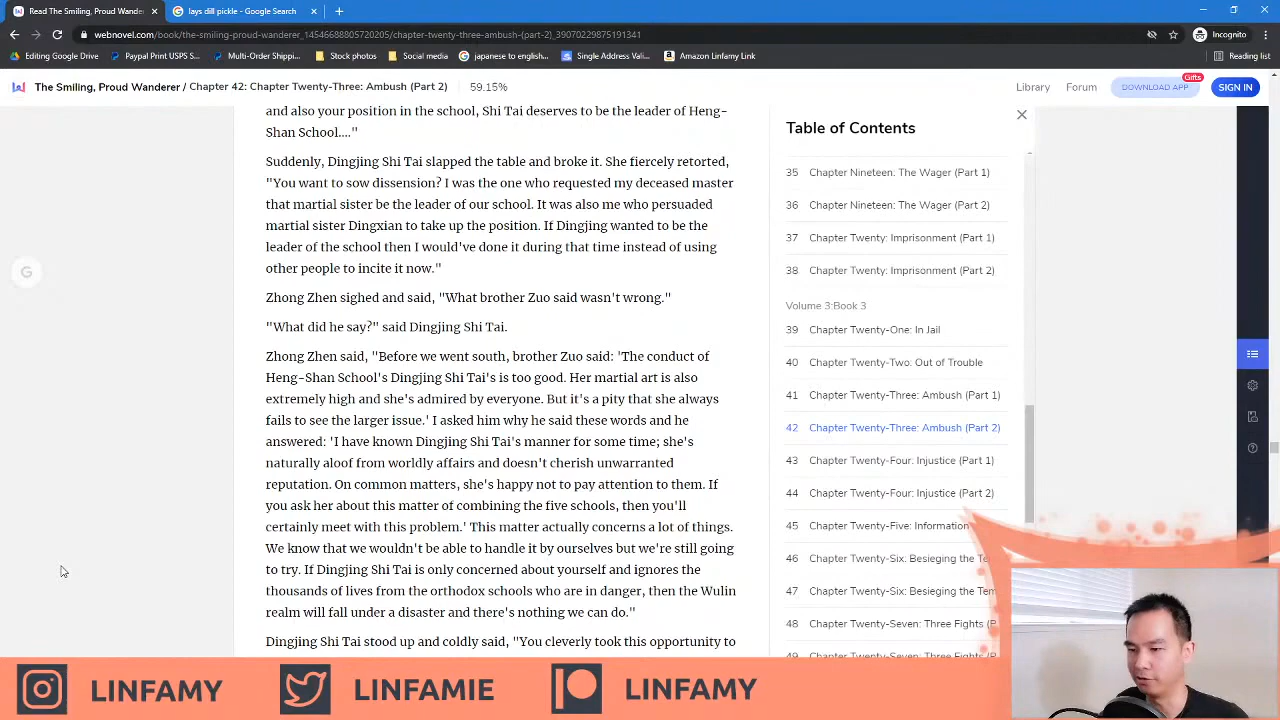 Read The Smiling, Proud Wander
lays dill pickle - Google Search
webnovel.com/book/the-smiling-proud-wanderer_14546688805720205/chapter-twenty-three-ambush-(part-2)_39070229875191341
Incognito
Editing Drive
Paypal Print USPS S...
Multi-Order Shippi...
Stock photos
Social media
japanese to english...
Single Address Vali...
Amazon Linfamy Link
Reading list
The Smiling, Proud Wanderer / Chapter 42: Chapter Twenty-Three: Ambush (Part 2) 59.15%
Library
Forum
Gifts
DOWNLOAD APP
SIGN IN
and also your position in the school, Shi Tai deserves to be the leader of Heng-
Shan School...."
Suddenly, Dingjing Shi Tai slapped the table and broke it. She fiercely retorted,
"You want to sow dissension? I was the one who requested my deceased master
that martial sister be the leader of our school. It was also me who persuaded
martial sister Dingxian to take up the position. If Dingjing wanted to be the
leader of the school then I would've done it during that time instead of using
other people to incite it now."
Zhong Zhen sighed and said, "What brother Zuo said wasn't wrong."
"What did he say?" said Dingjing Shi Tai.
Zhong Zhen said, "Before we went south, brother Zuo said: 'The conduct of
Heng-Shan School's Dingjing Shi Tai's is too good. Her martial art is also
extremely high and she's admired by everyone. But it's a pity that she always
fails to see the larger issue.' I asked him why he said these words and he
answered: 'I have known Dingjing Shi Tai's manner for some time; she's
naturally aloof from worldly affairs and doesn't cherish unwarranted
reputation. On common matters, she's happy not to pay attention to them. If
you ask her about this matter of combining the five schools, then you'll
certainly meet with this problem.' This matter actually concerns a lot of things.
We know that we wouldn't be able to handle it by ourselves but we're still going
to try. If Dingjing Shi Tai is only concerned about yourself and ignores the
thousands of lives from the orthodox schools who are in danger, then the Wulin
realm will fall under a disaster and there's nothing we can do."
Dingjing Shi Tai stood up and coldly said, "You cleverly took this opportunity to
Table of Contents
35 Chapter Nineteen: The Wager (Part 1)
36 Chapter Nineteen: The Wager (Part 2)
37 Chapter Twenty: Imprisonment (Part 1)
38 Chapter Twenty: Imprisonment (Part 2)
Volume 3:Book 3
39 Chapter Twenty-One: In Jail
40 Chapter Twenty-Two: Out of Trouble
41 Chapter Twenty-Three: Ambush (Part 1)
42 Chapter Twenty-Three: Ambush (Part 2)
43 Chapter Twenty-Four: Injustice (Part 1)
44 Chapter Twenty-Four: Injustice (Part 2)
45 Chapter Twenty-Five: Information
46 Chapter Twenty-Six: Besieging the Te
47 Chapter Twenty-Six: Besieging the Tem
48 Chapter Twenty-Seven: Three Fights (P
49 Chapter Twenty-Seven: Three Fights (P
G
LINFAMY
LINFAMIE
LINFAMY